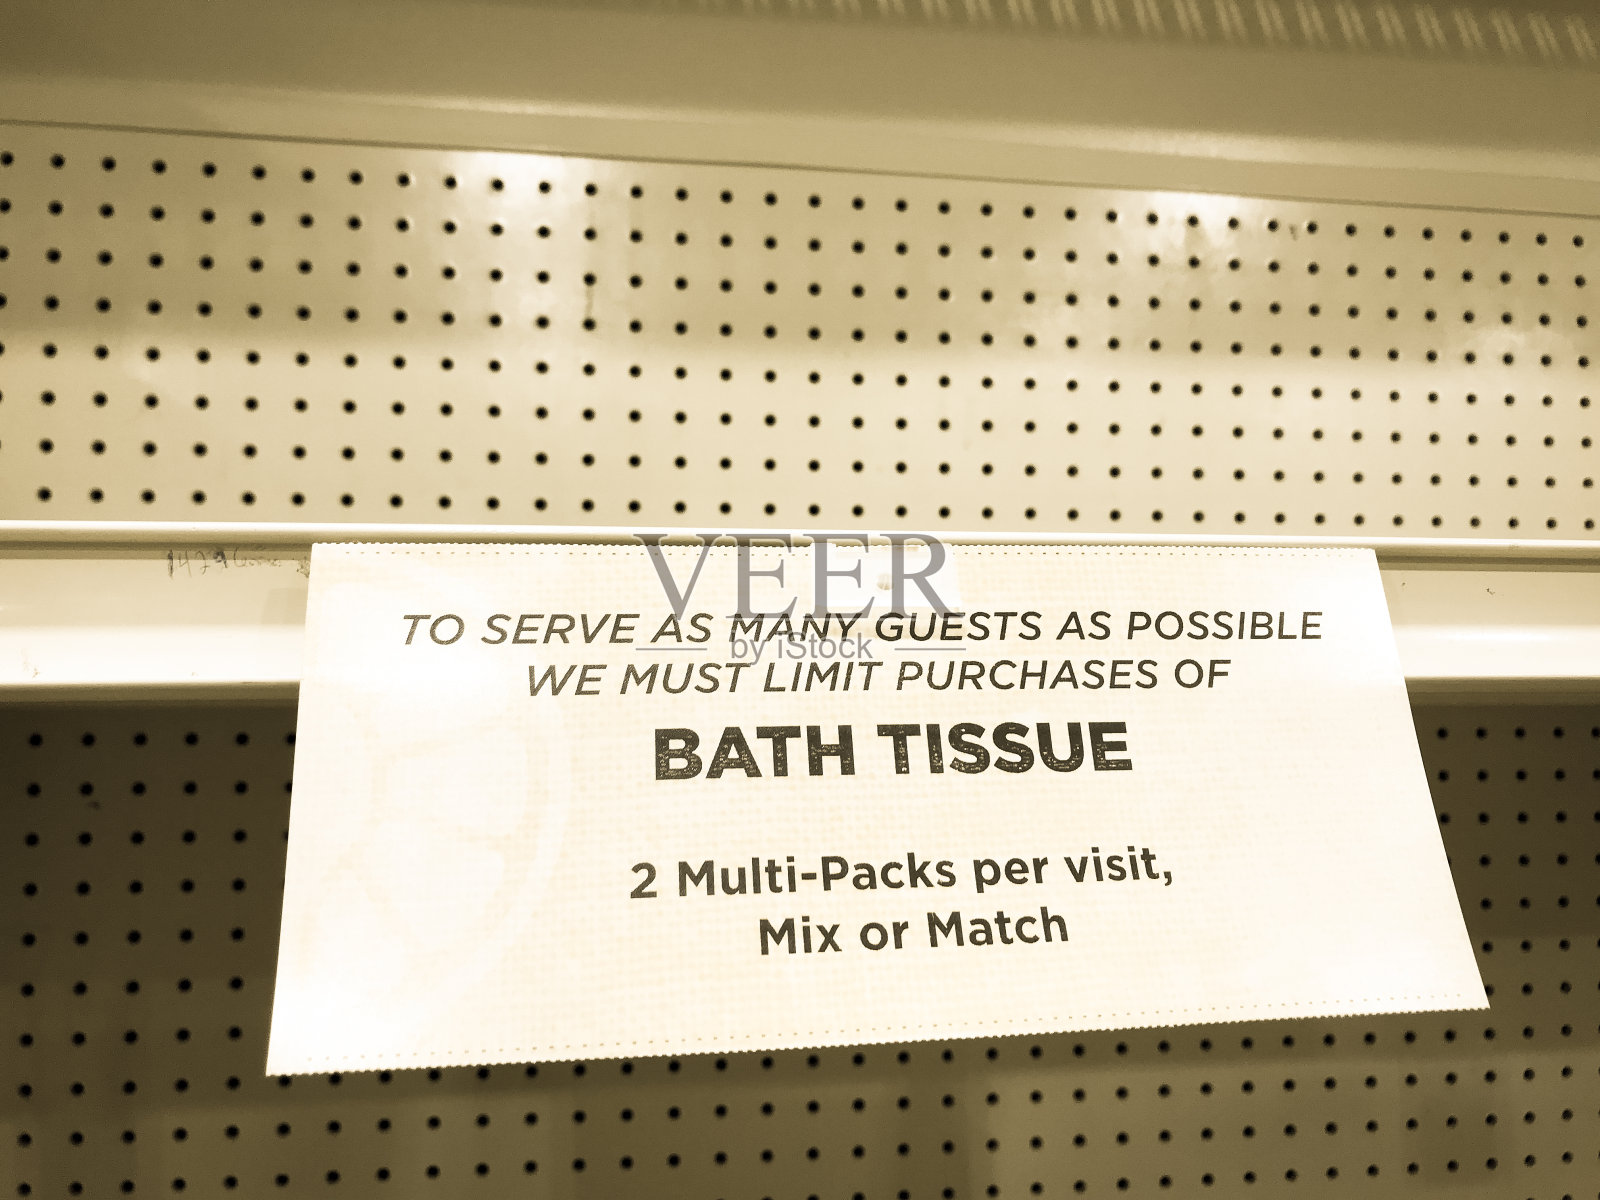 VEER
TO SERVE AS MANY GUESTS AS POSSIBLE
by iStock
WE MUST LIMIT PURCHASES OF
BATH TISSUE
2 Multi-Packs per visit,
Mix or Match